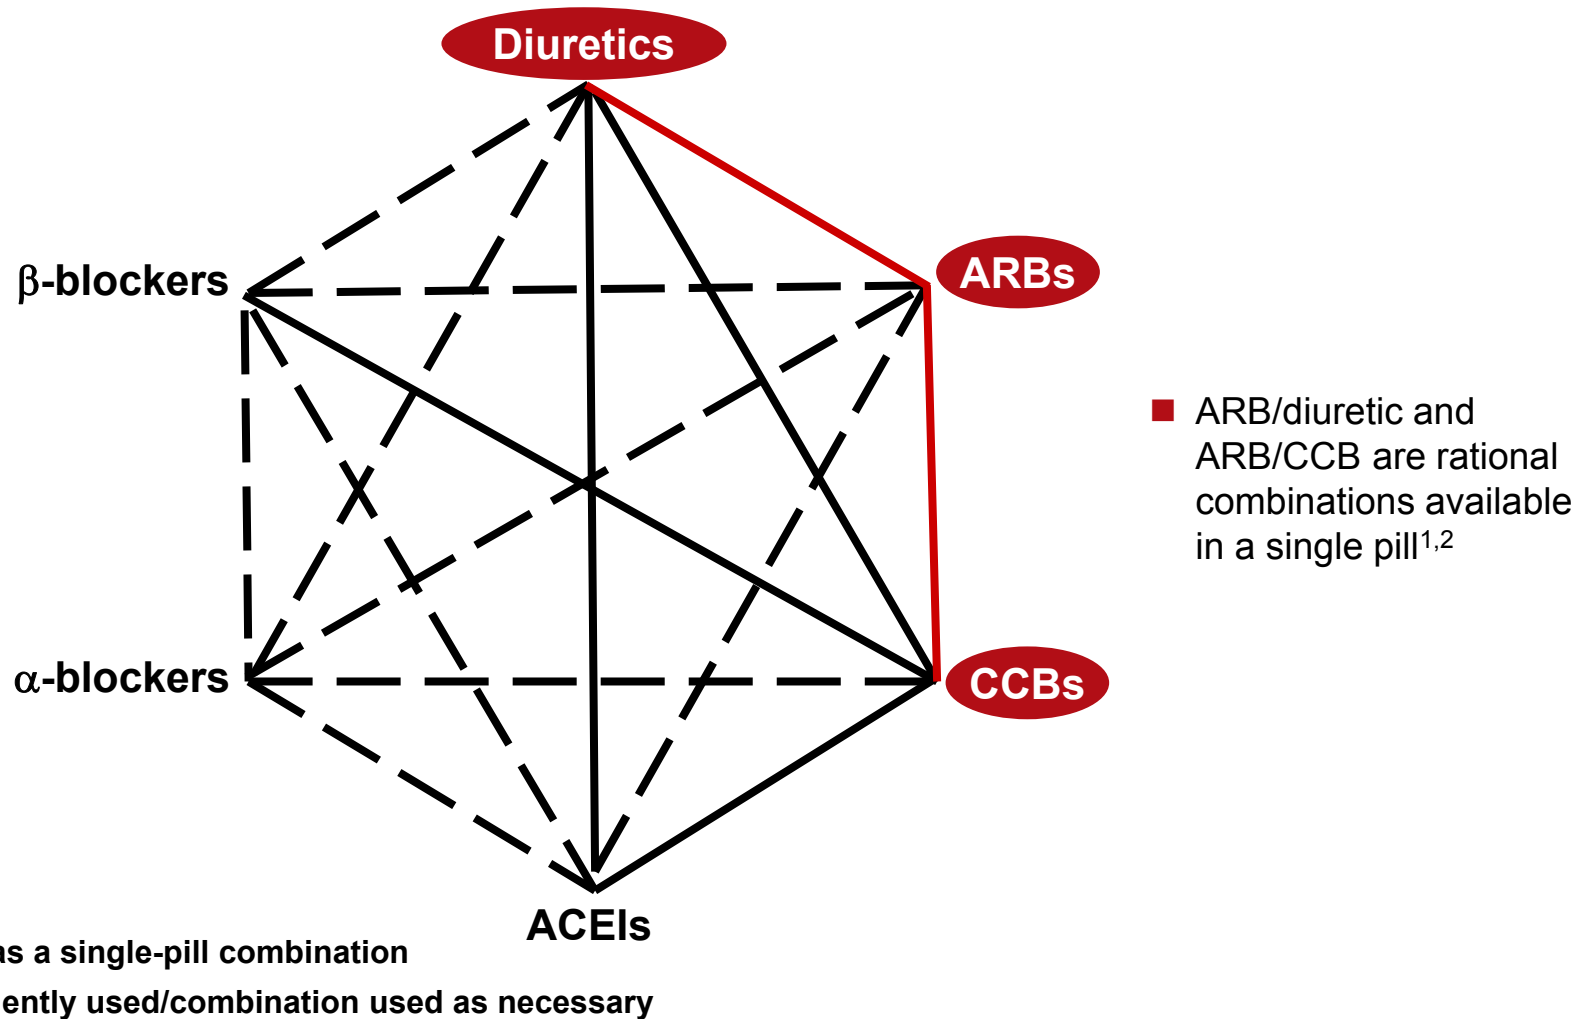 Diuretics
β-blockers
ARBs
ARB/diuretic and
ARB/CCB are rational
combinations available
in a single pill1,2
α-blockers
CCBs
ACEIs
as a single-pill combination
ently used/combination used as necessary